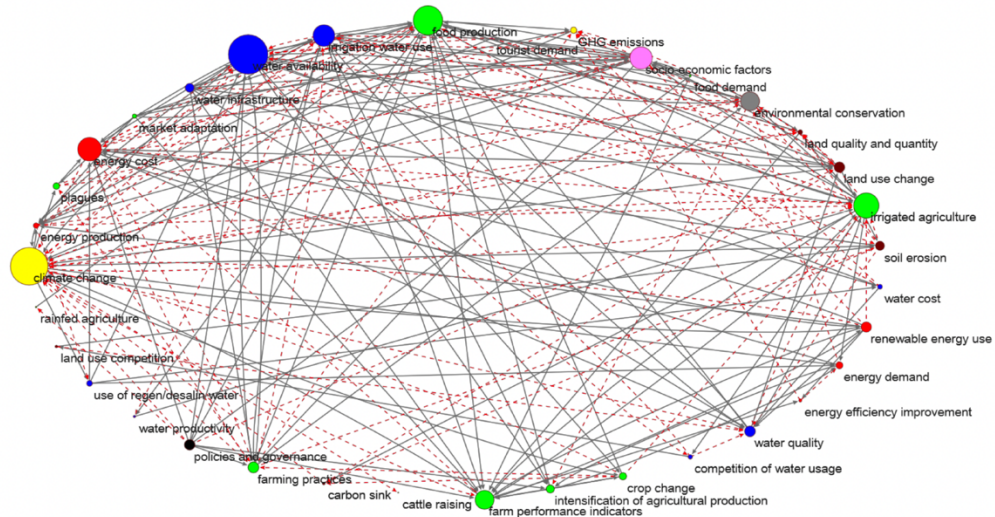 food production
irrigation water use
tourist demand
GHG emissions
water availability
socio-economic factors
food demand
water infrastructure
environmental conservation
market adaptation
land quality and quantity
energy cost
land use change
plagues
irrigated agriculture
energy production
soil erosion
climate change
water cost
rainfed agriculture
renewable energy use
land use competition
energy demand
use of regen/desalin water
energy efficiency improvement
water productivity
water quality
policies and governance
competition of water usage
farming practices
crop change
carbon sink
intensification of agricultural production
cattle raising
farm performance indicators